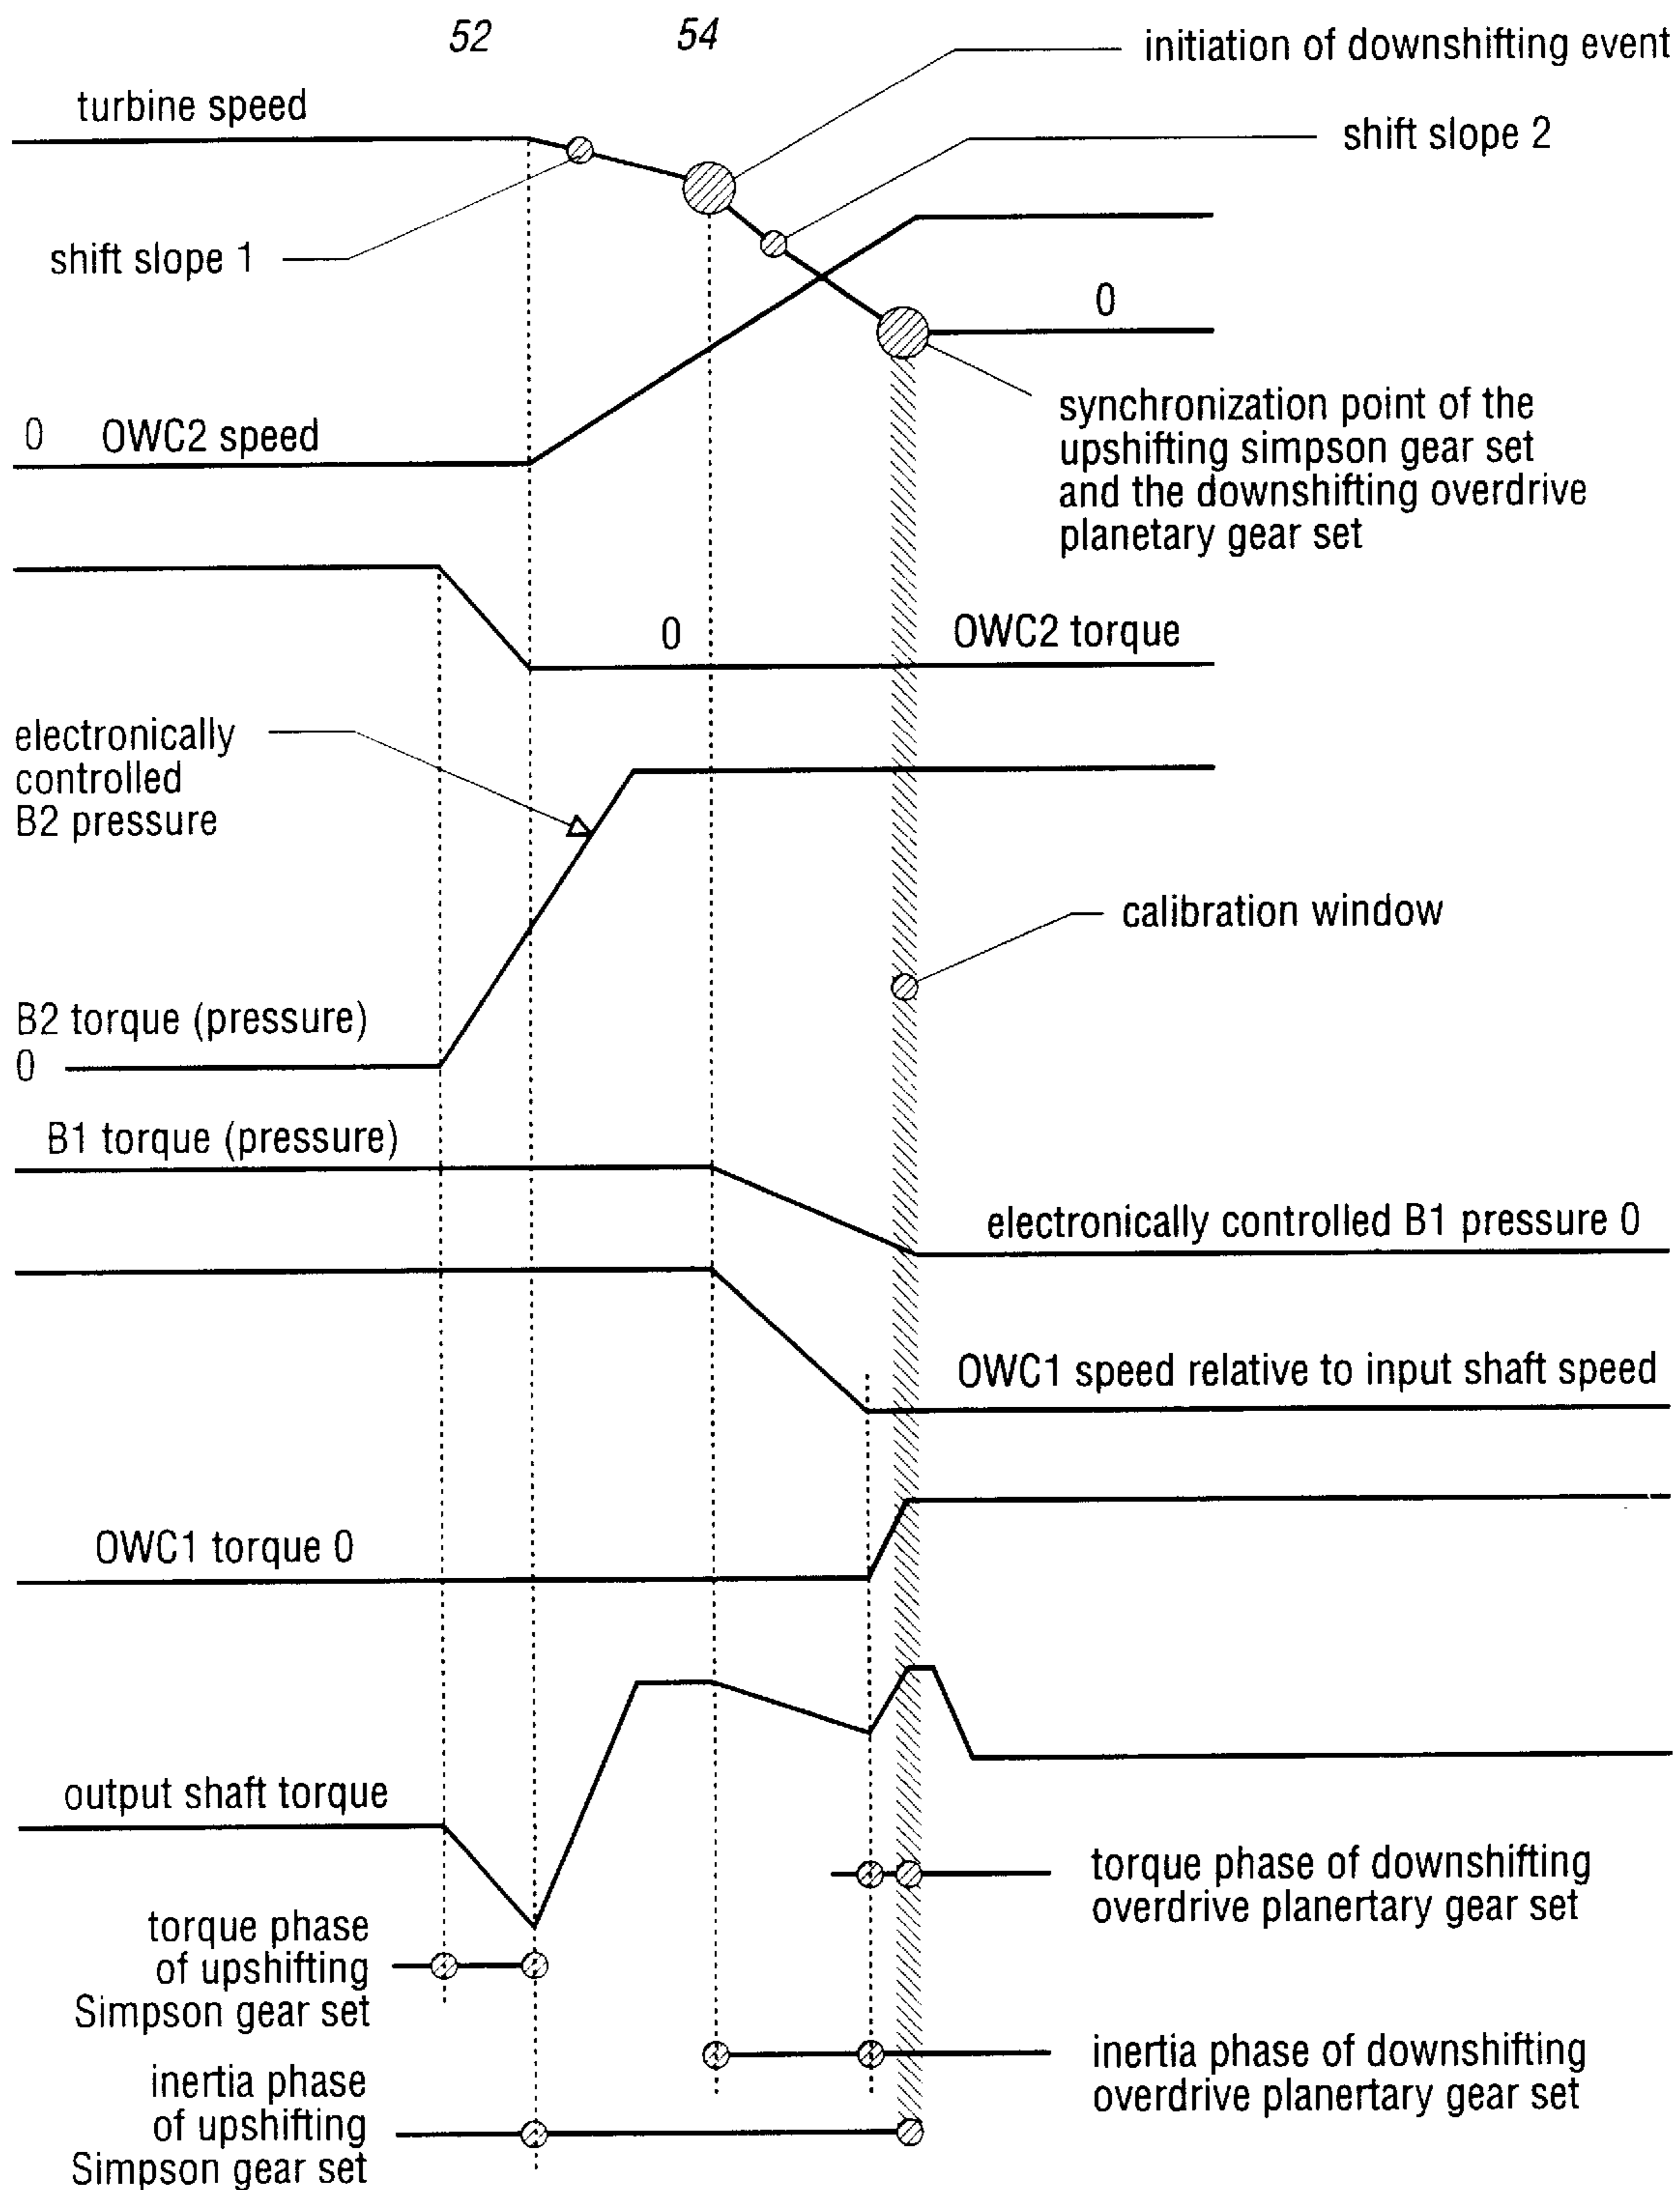 52
54
initiation of downshifting event
turbine speed
shift slope 2
shift slope 1
0
0 OWC2 speed
synchronization point of the
upshifting simpson gear set
and the downshifting overdrive
planetary gear set
0
OWC2 torque
electronically
controlled
B2 pressure
calibration window
B2 torque (pressure)
0
B1 torque (pressure)
electronically controlled B1 pressure 0
OWC1 speed relative to input shaft speed
OWC1 torque 0
output shaft torque
torque phase of downshifting
overdrive planertary gear set
torque phase
of upshifting
Simpson gear set
inertia phase of downshifting
overdrive planertary gear set
inertia phase
of upshifting
Simpson gear set